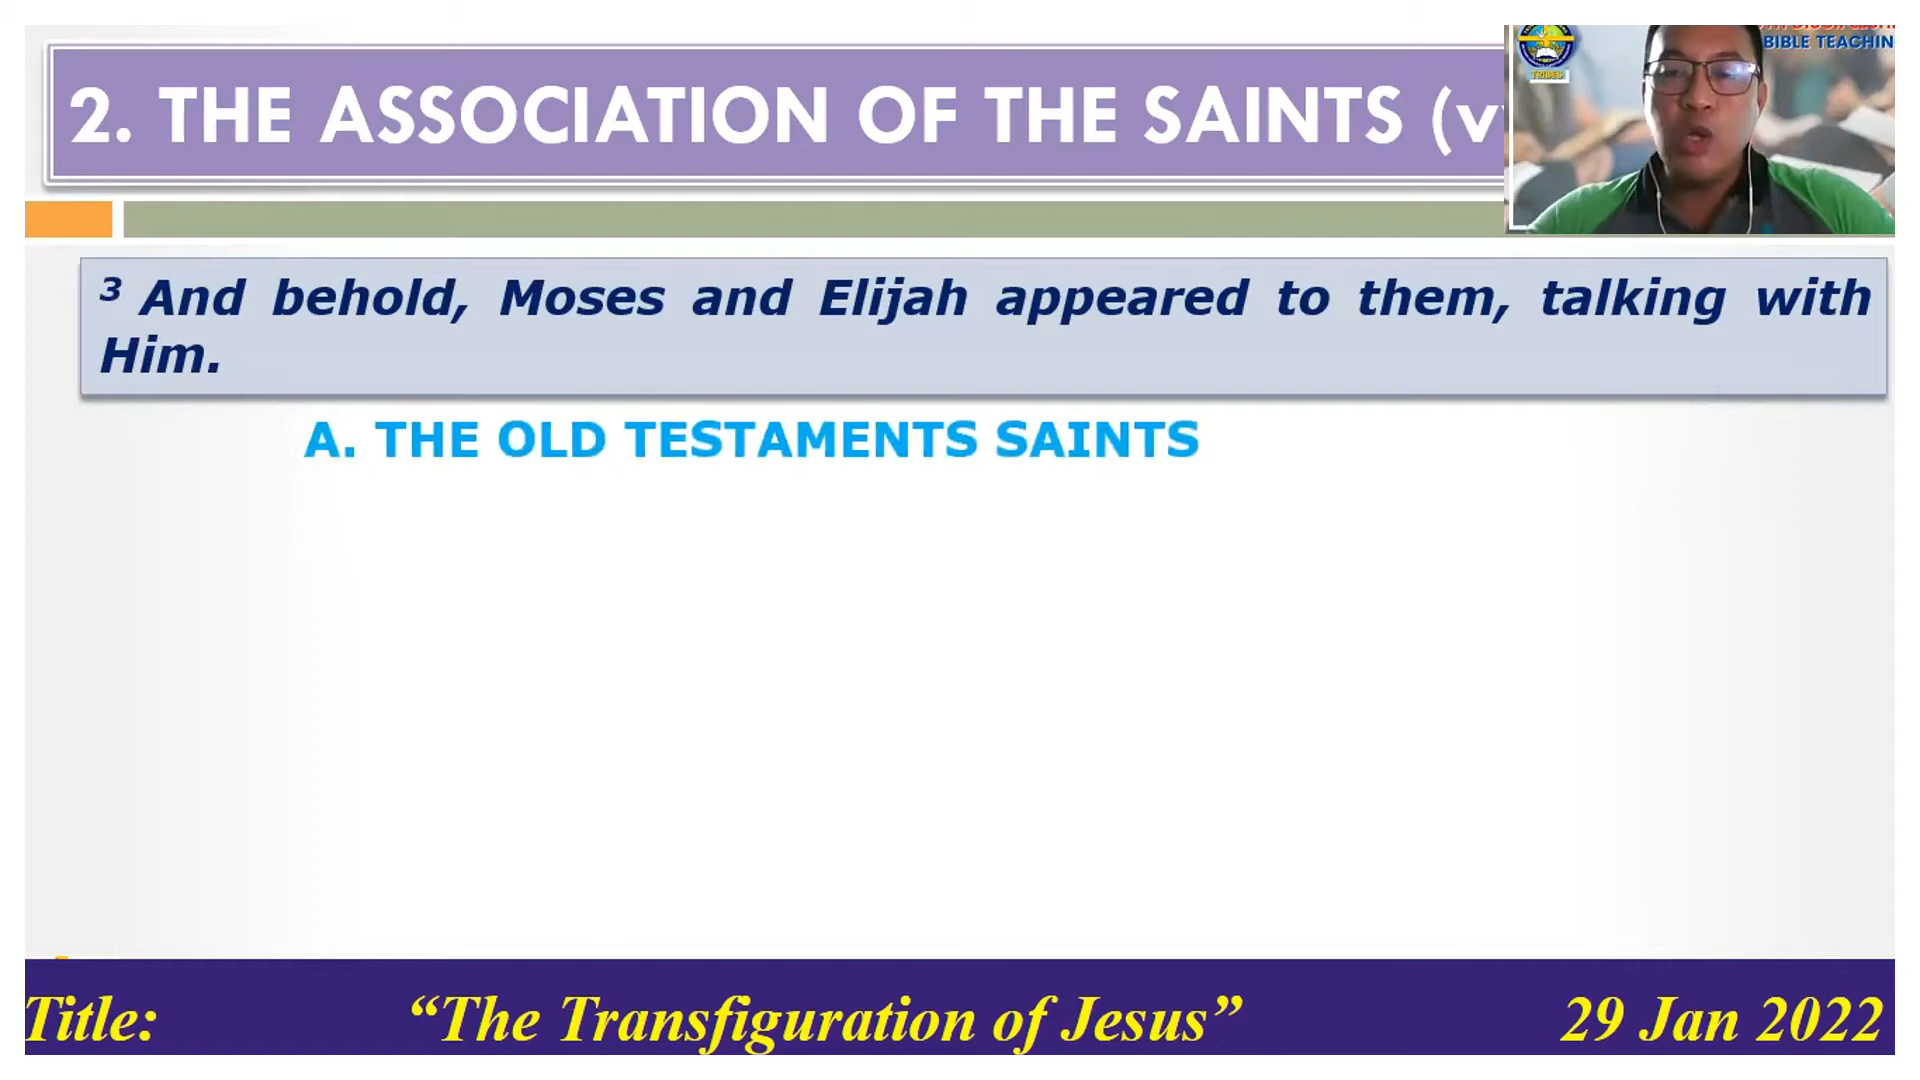 2. THE ASSOCIATION OF THE SAINTS (v
BIBLE TEACHIN
TRIBES
3 And behold, Moses and Elijah appeared to them, talking with
Him.
A. THE OLD TESTAMENTS SAINTS
Title: “The Transfiguration of Jesus” 29 Jan 2022